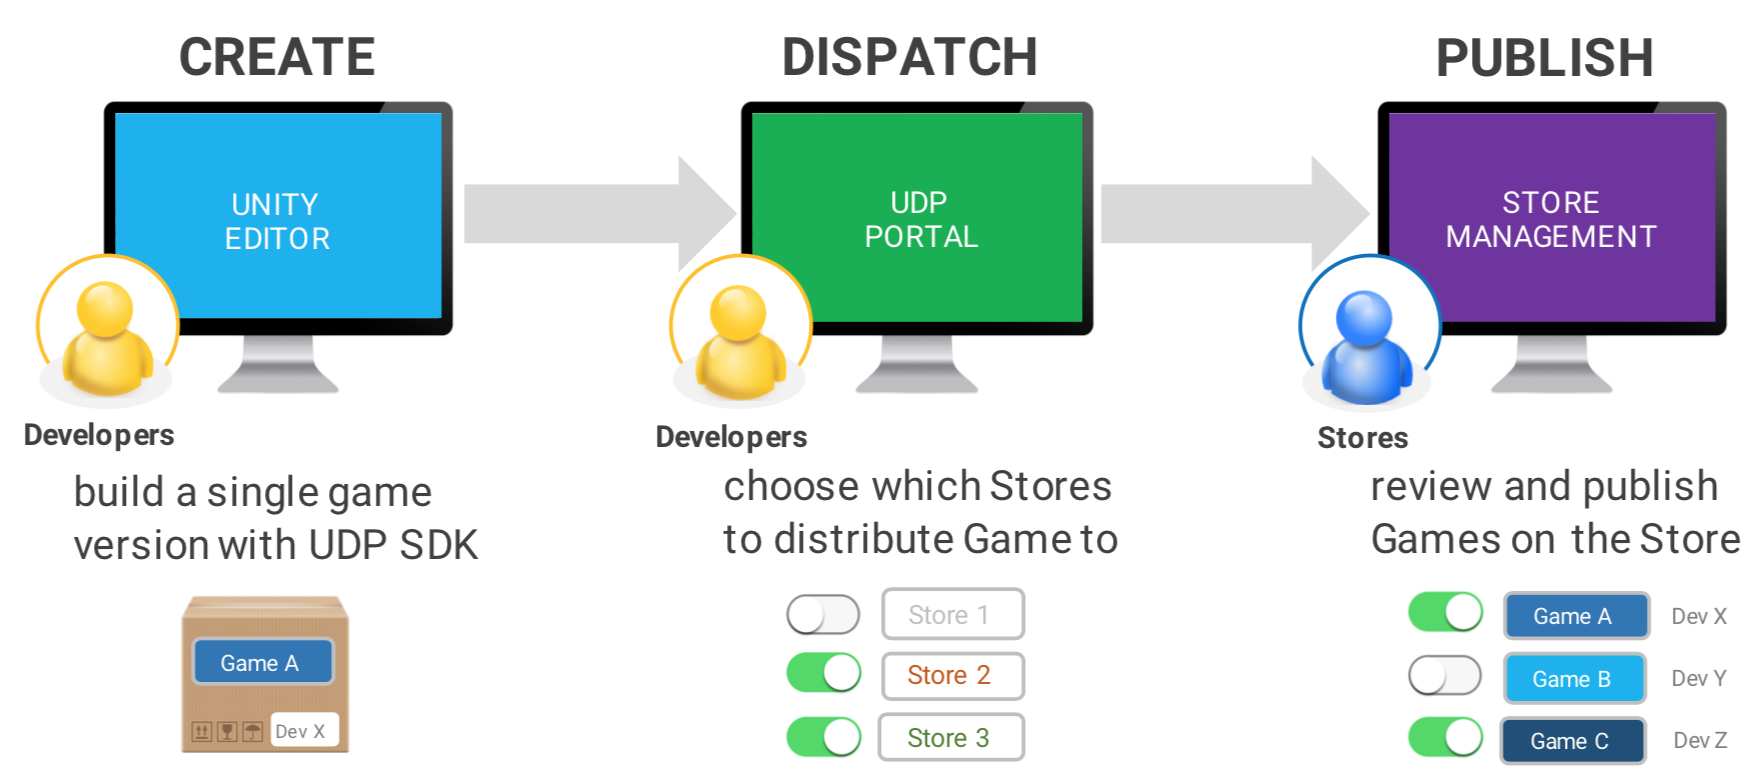 CREATE
UNITY
EDITOR
Developers
build a single game
version with UDP SDK
Game A
Dev X
DISPATCH
UDP
PORTAL
Developers
choose which Stores
to distribute Game to
Store 1
Store 2
Store 3
PUBLISH
STORE
MANAGEMENT
Stores
review and publish
Games on the Store
Game A Dev X
Game B Dev Y
Game C Dev Z